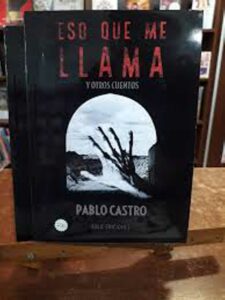 ESO QUE ME
LLAMA
Y OTROS CUENTOS
PABLO CASTRO